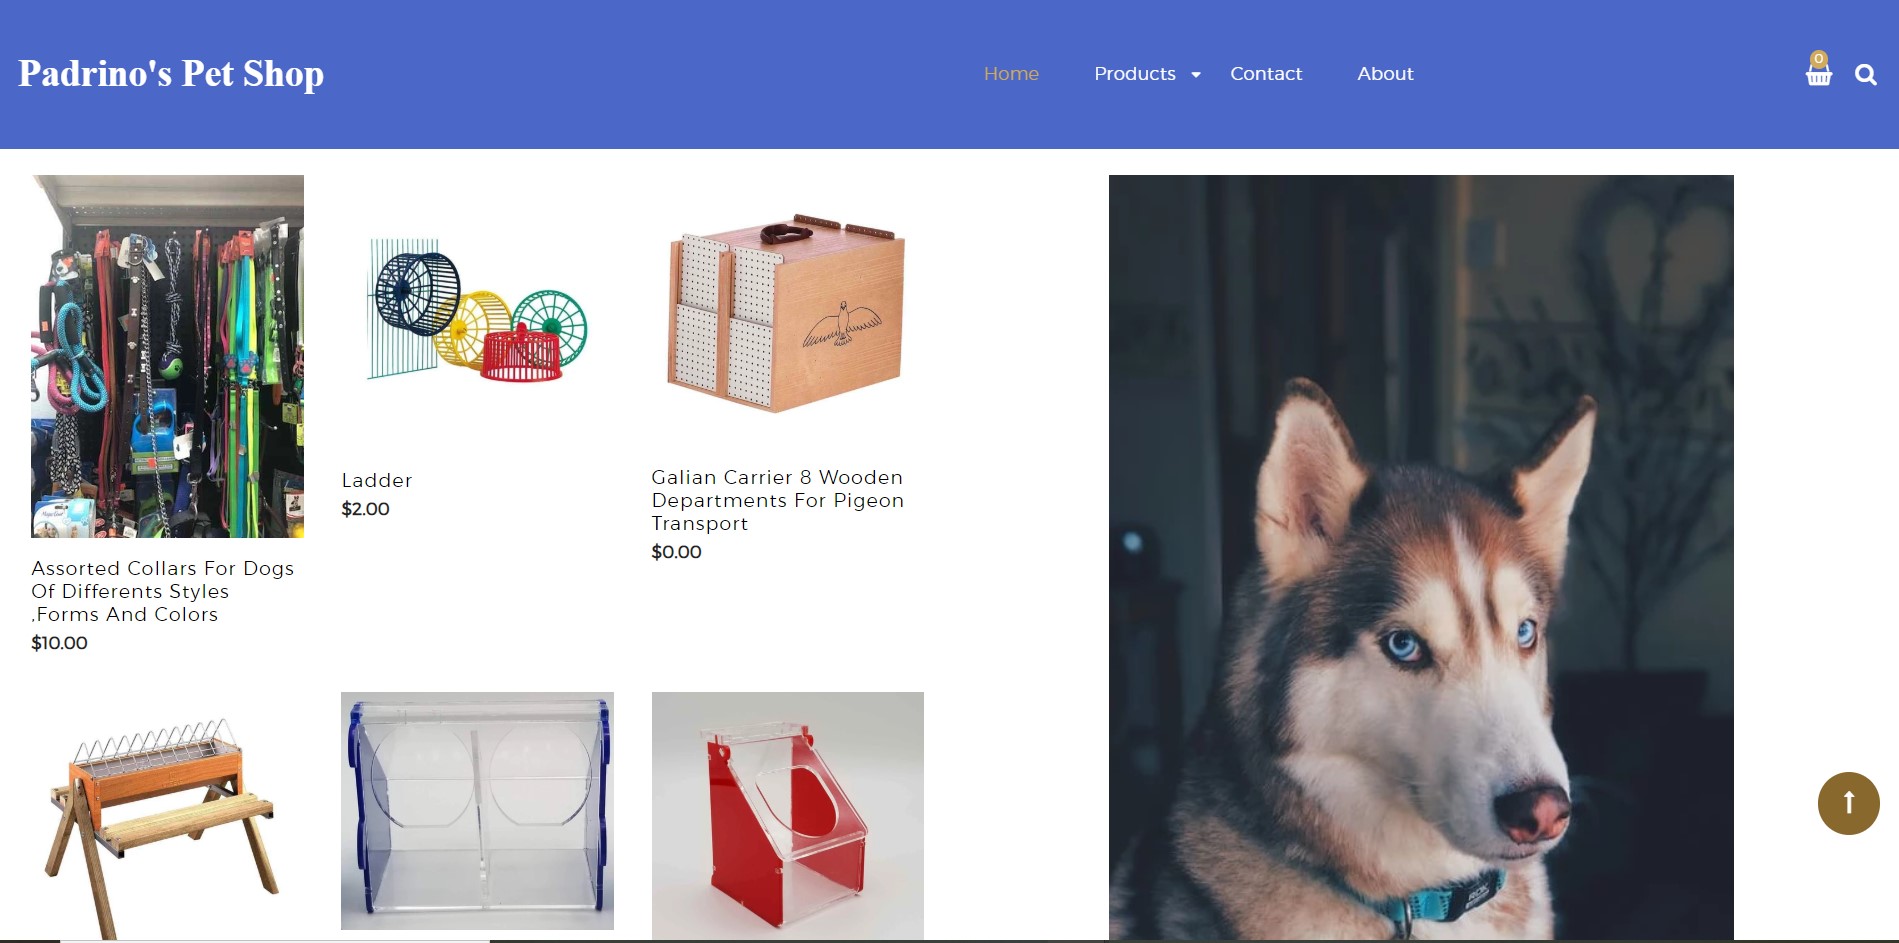 Padrino's Pet Shop
Home
Products
Contact
About
0
Assorted Collars For Dogs
Of Differents Styles
,Forms And Colors
$10.00
Ladder
$2.00
Galian Carrier 8 Wooden
Departments For Pigeon
Transport
$0.00